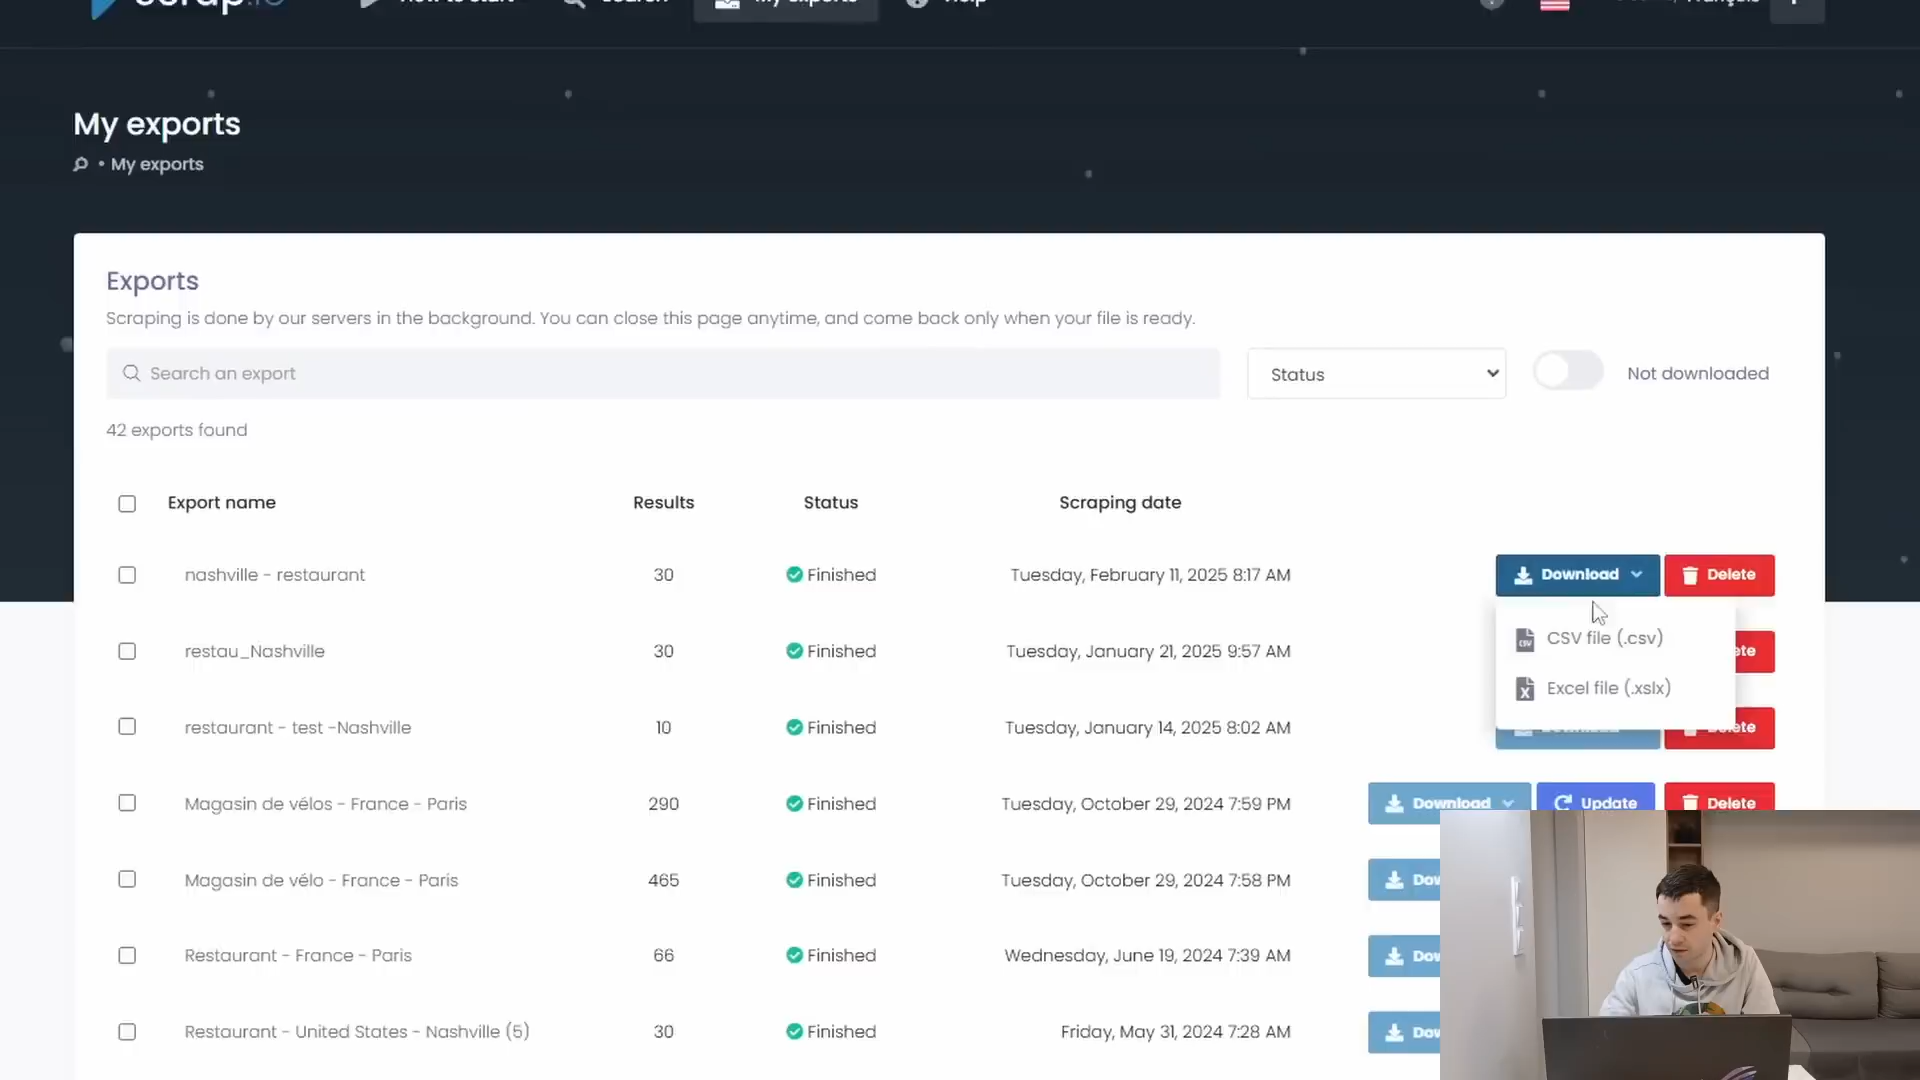 My exports
• My exports
Exports
Scraping is done by our servers in the background. You can close this page anytime, and come back only when your file is ready.
Search an export
Status
Not downloaded
42 exports found
Export name Results Status Scraping date
nashville - restaurant 30 Finished Tuesday, February 11, 2025 8:17 AM Download Delete
CSV file (.csv)
restau_Nashville 30 Finished Tuesday, January 21, 2025 9:57 AM
Excel file (.xslx)
restaurant - test -Nashville 10 Finished Tuesday, January 14, 2025 8:02 AM
Magasin de vélos - France - Paris 290 Finished Tuesday, October 29, 2024 7:59 PM Download Update Delete
Magasin de vélo - France - Paris 465 Finished Tuesday, October 29, 2024 7:58 PM
Restaurant - France - Paris 66 Finished Wednesday, June 19, 2024 7:39 AM
Restaurant - United States - Nashville (5) 30 Finished Friday, May 31, 2024 7:28 AM